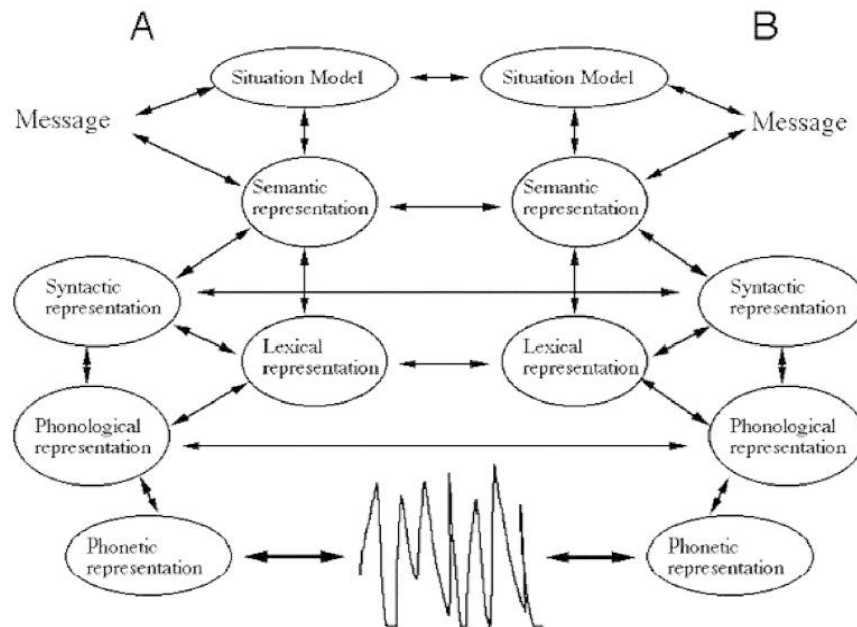 A
B
Situation Model
Situation Model
Message
Message
Semantic
representation
Semantic
representation
Syntactic
representation
Syntactic
representation
Lexical
representation
Lexical
representation
Phonological
representation
Phonological
representation
Phonetic
representation
Phonetic
representation